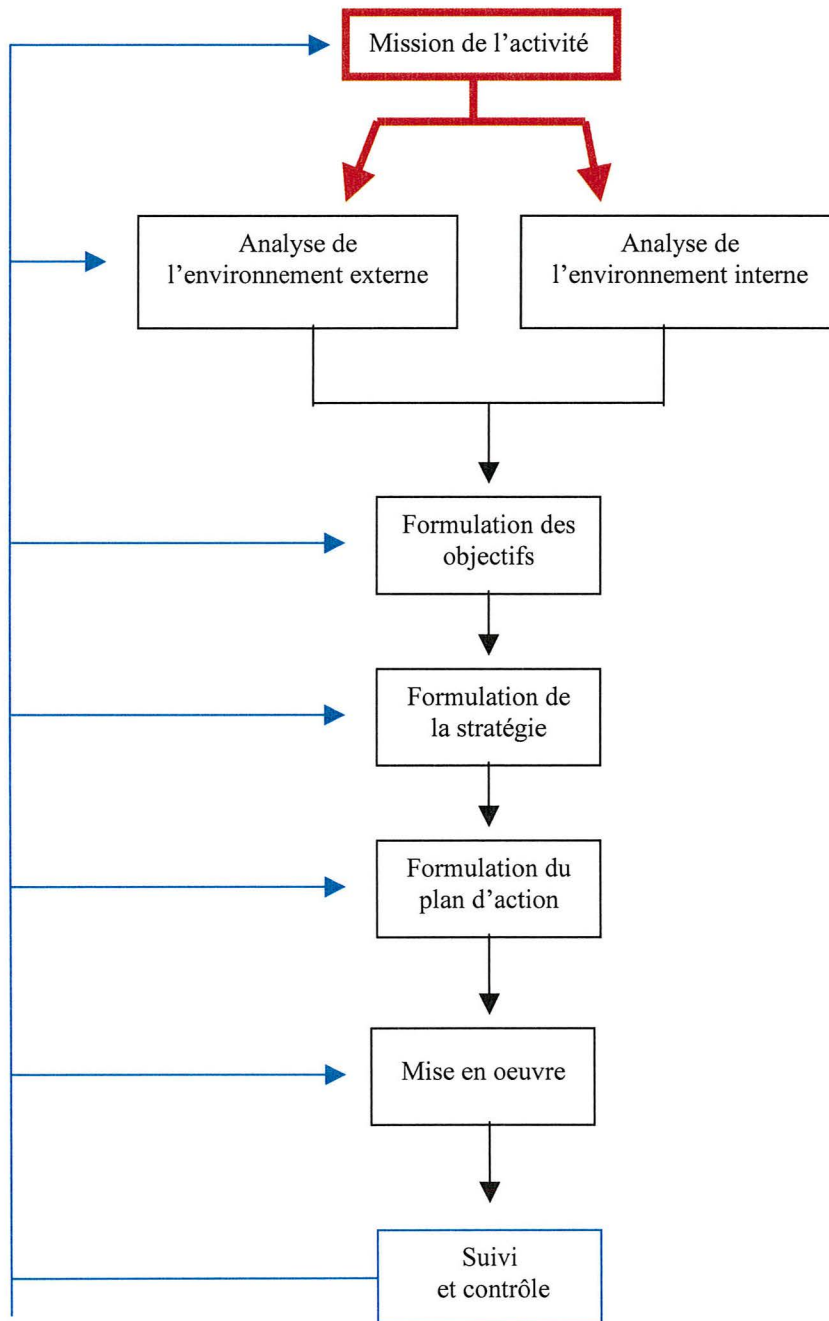 Mission de l’activité
Analyse de
l’environnement externe
Analyse de
l’environnement interne
Formulation des
objectifs
Formulation de
la stratégie
Formulation du
plan d’action
Mise en oeuvre
Suivi
et contrôle